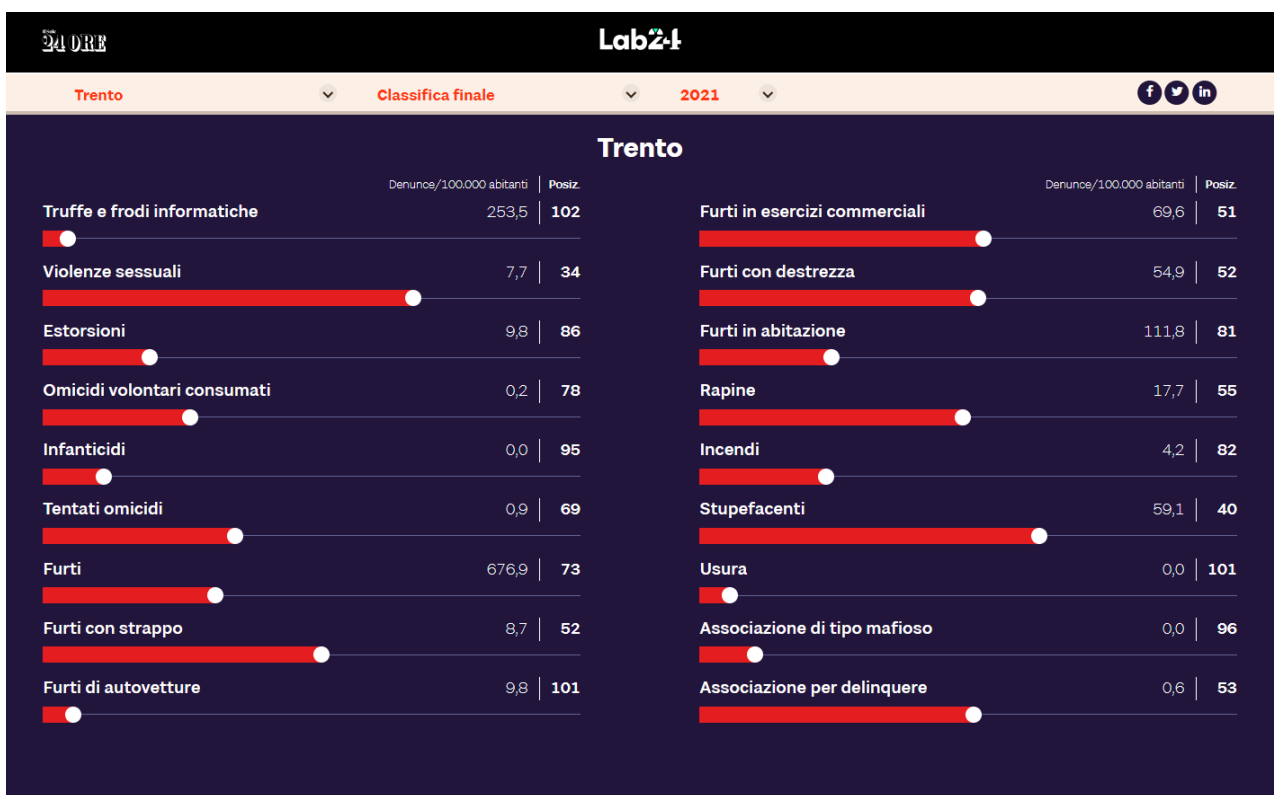 Il Sole
24 ORE
Lab24
Trento Classifica finale 2021
Trento
Denunce/100.000 abitanti Posiz.
Truffe e frodi informatiche 253,5 102
Violenze sessuali 7,7 34
Estorsioni 9,8 86
Omicidi volontari consumati 0,2 78
Infanticidi 0,0 95
Tentati omicidi 0,9 69
Furti 676,9 73
Furti con strappo 8,7 52
Furti di autovetture 9,8 101
Denunce/100.000 abitanti Posiz.
Furti in esercizi commerciali 69,6 51
Furti con destrezza 54,9 52
Furti in abitazione 111,8 81
Rapine 17,7 55
Incendi 4,2 82
Stupefacenti 59,1 40
Usura 0,0 101
Associazione di tipo mafioso 0,0 96
Associazione per delinquere 0,6 53